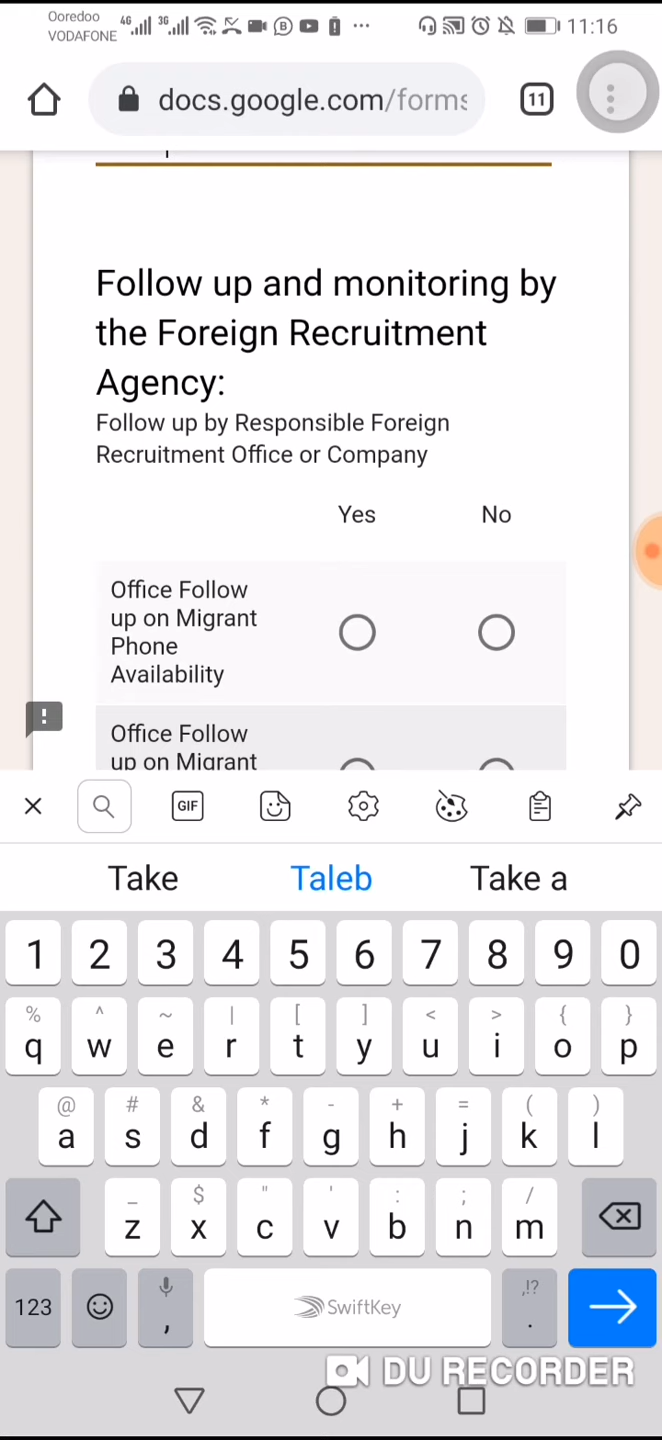 Ooredoo
VODAFONE
4G
3G
11:16
docs.google.com/forms
11
Follow up and monitoring by
the Foreign Recruitment
Agency:
Follow up by Responsible Foreign
Recruitment Office or Company
Yes
No
Office Follow
up on Migrant
Phone
Availability
Office Follow
up on Migrant
GIF
Take
Taleb
Take a
1 2 3 4 5 6 7 8 9 0
% ^ ~ | [ ] < > { }
q w e r t y u i o p
@ # & * - + = ( )
a s d f g h j k l
_ $ " ' : ; /
z x c v b n m
,!?
123 , SwiftKey .
DU RECORDER